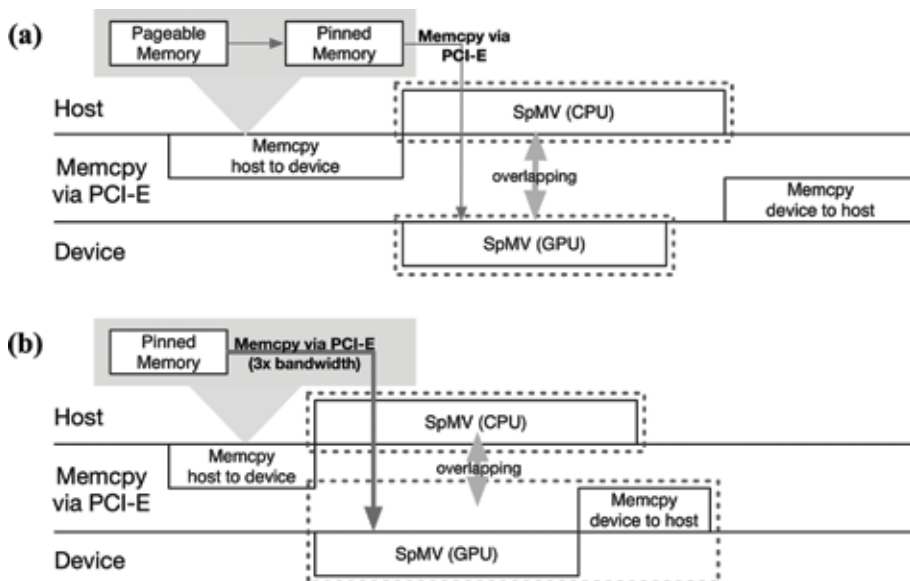 (a)
Pageable
Memory
Pinned
Memory
Memcpy via
PCI-E
Host
SpMV (CPU)
Memcpy
host to device
Memcpy
via PCI-E
overlapping
Memcpy
device to host
SpMV (GPU)
Device
(b)
Pinned
Memory
Memcpy via PCI-E
(3x bandwidth)
Host
SpMV (CPU)
Memcpy
host to device
Memcpy
via PCI-E
overlapping
Memcpy
device to host
SpMV (GPU)
Device